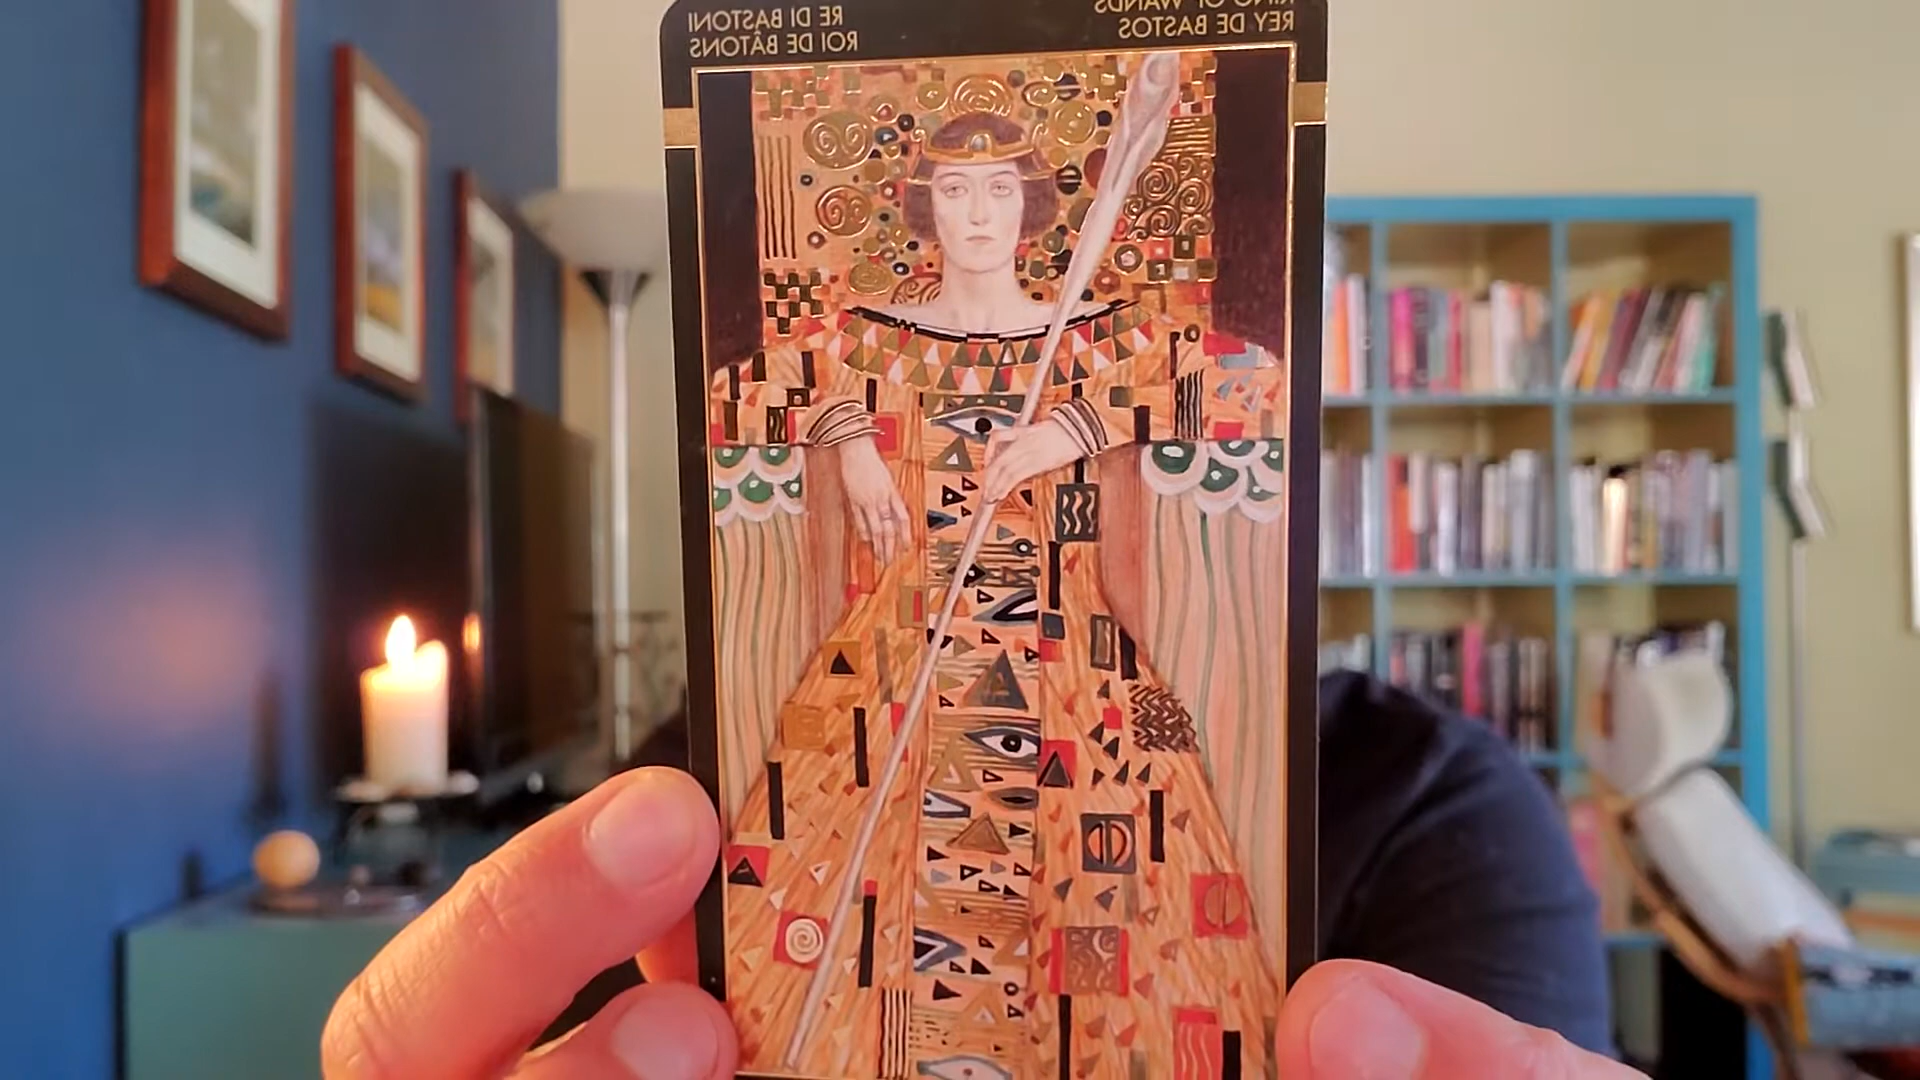 KING OF WANDS
REY DE BASTOS
RE DI BASTONI
ROI DE BÂTONS